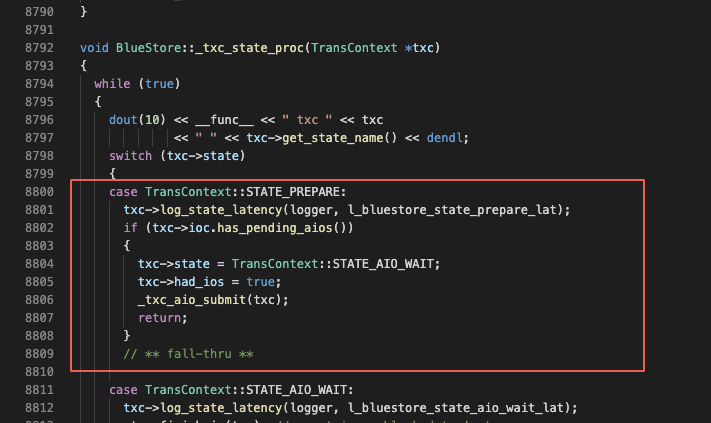 8790 }
8791
8792 void BlueStore::_txc_state_proc(TransContext *txc)
8793 {
8794 while (true)
8795 {
8796 dout(10) << __func__ << " txc " << txc
8797 << " " << txc->get_state_name() << dendl;
8798 switch (txc->state)
8799 {
8800 case TransContext::STATE_PREPARE:
8801 txc->log_state_latency(logger, l_bluestore_state_prepare_lat);
8802 if (txc->ioc.has_pending_aios())
8803 {
8804 txc->state = TransContext::STATE_AIO_WAIT;
8805 txc->had_ios = true;
8806 _txc_aio_submit(txc);
8807 return;
8808 }
8809 // ** fall-thru **
8810
8811 case TransContext::STATE_AIO_WAIT:
8812 txc->log_state_latency(logger, l_bluestore_state_aio_wait_lat);